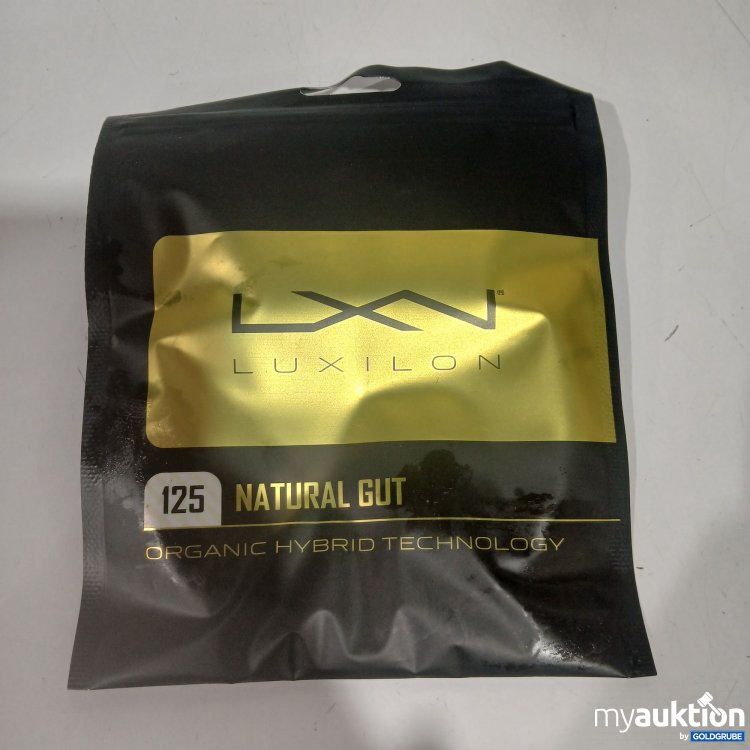 LXN®
LUXILON
125 NATURAL GUT
ORGANIC HYBRID TECHNOLOGY
myauktion
by GOLDGRUBE